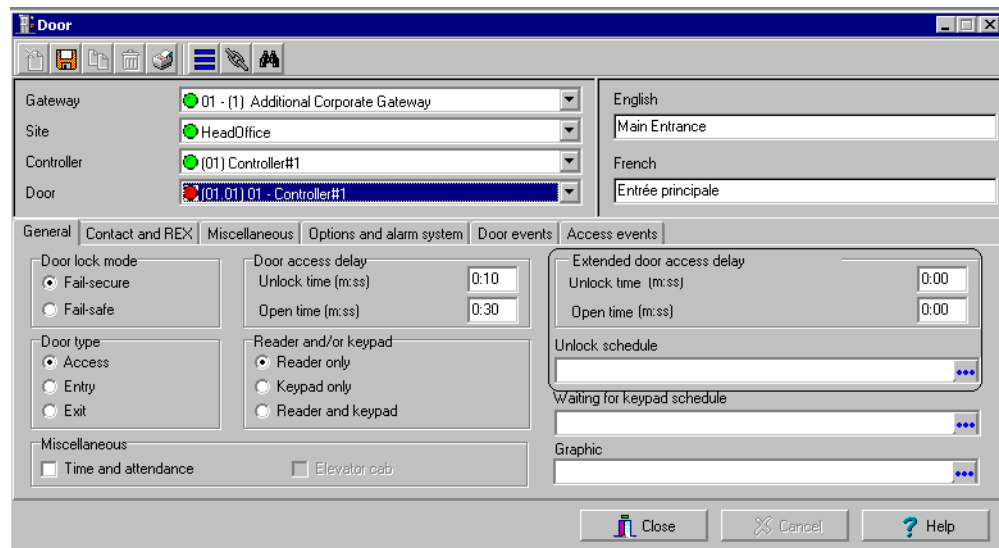 Door
Gateway
01 - (1) Additional Corporate Gateway
Site
HeadOffice
Controller
(01) Controller#1
Door
(01.01) 01 - Controller#1
English
Main Entrance
French
Entrée principale
General
Contact and REX
Miscellaneous
Options and alarm system
Door events
Access events
Door lock mode
Fail-secure
Fail-safe
Door access delay
Unlock time (m:ss)
0:10
Open time (m:ss)
0:30
Extended door access delay
Unlock time (m:ss)
0:00
Open time (m:ss)
0:00
Door type
Access
Entry
Exit
Reader and/or keypad
Reader only
Keypad only
Reader and keypad
Unlock schedule
Waiting for keypad schedule
Miscellaneous
Time and attendance
Elevator cab
Graphic
Close
Cancel
Help